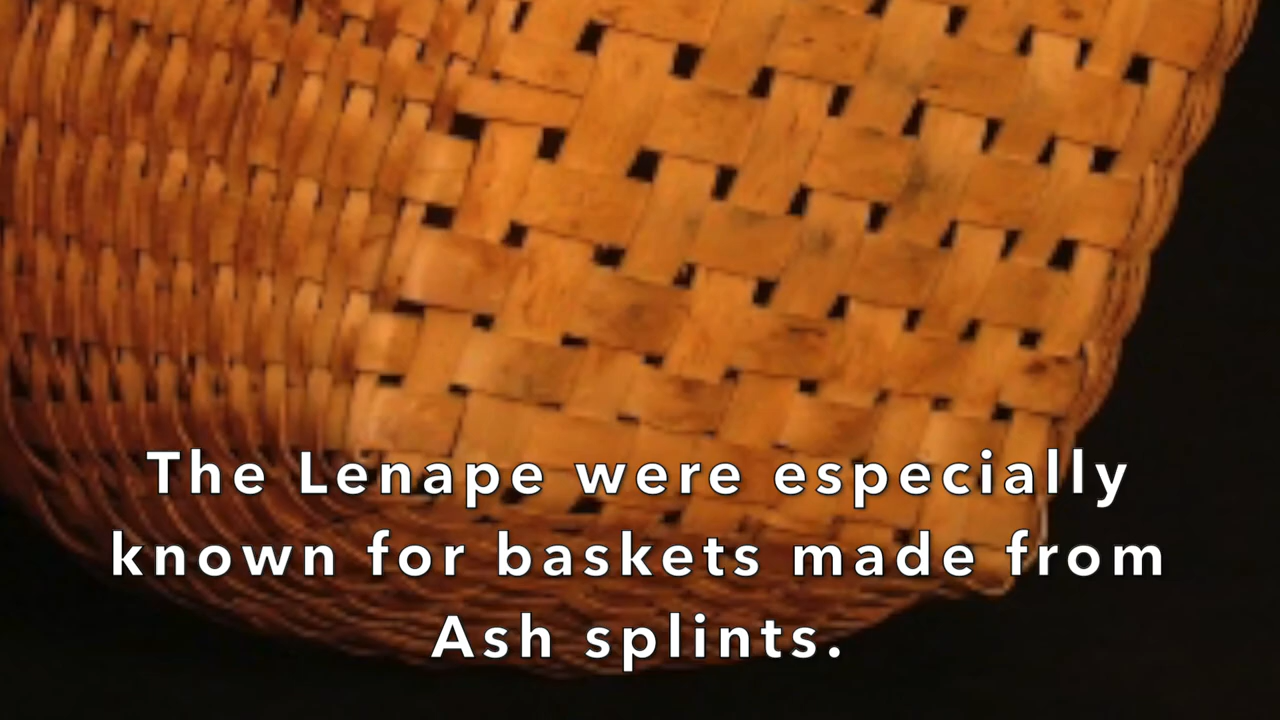 The Lenape were especially
known for baskets made from
Ash splints.